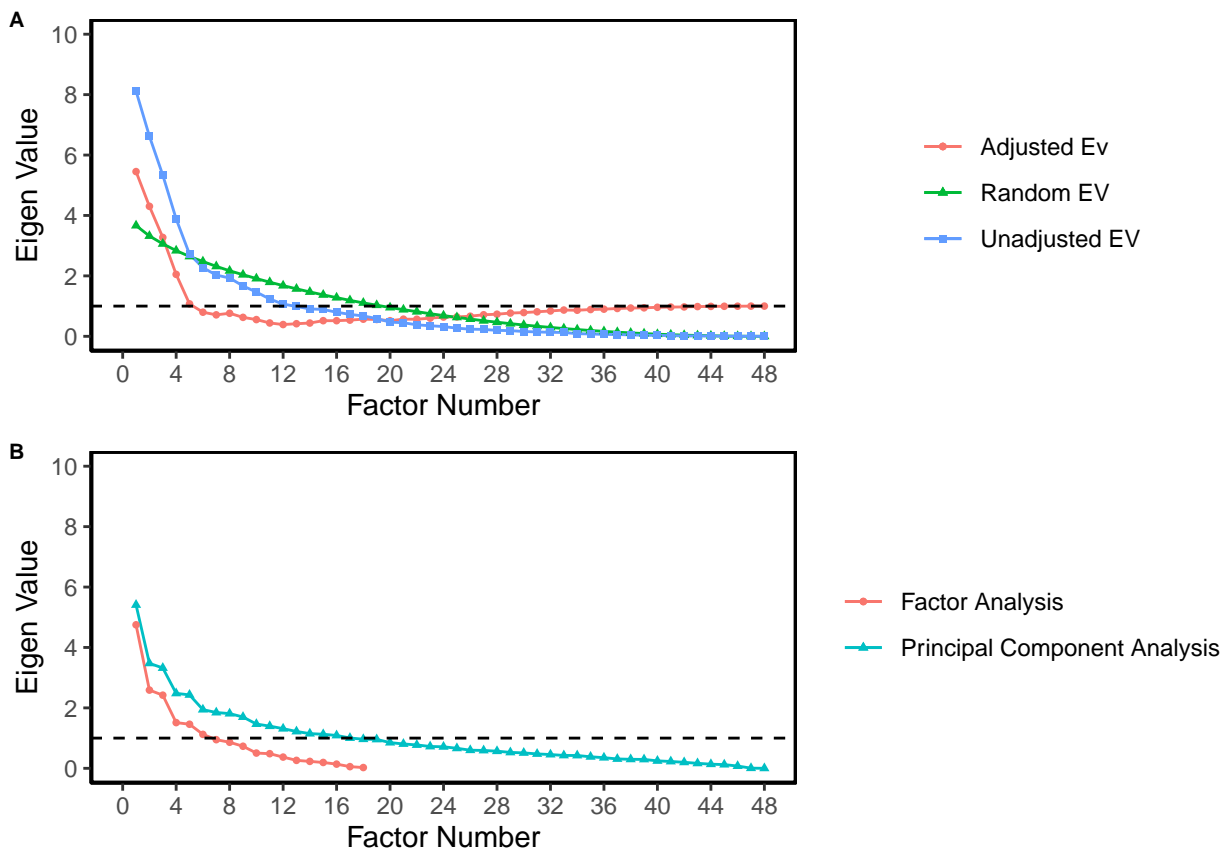 A
10
8
6
4
2
0
Eigen Value
0 4 8 12 16 20 24 28 32 36 40 44 48
Factor Number
Adjusted Ev
Random EV
Unadjusted EV
B
10
8
6
4
2
0
Eigen Value
0 4 8 12 16 20 24 28 32 36 40 44 48
Factor Number
Factor Analysis
Principal Component Analysis